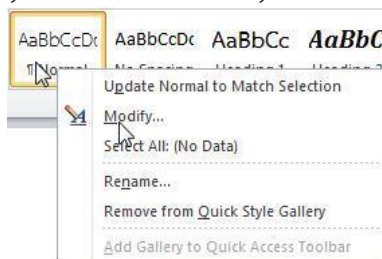 AaBbCcDc AaBbCcDc AaBbCc AaBbC
¶ Normal
Update Normal to Match Selection
Modify...
Select All: (No Data)
Rename...
Remove from Quick Style Gallery
Add Gallery to Quick Access Toolbar